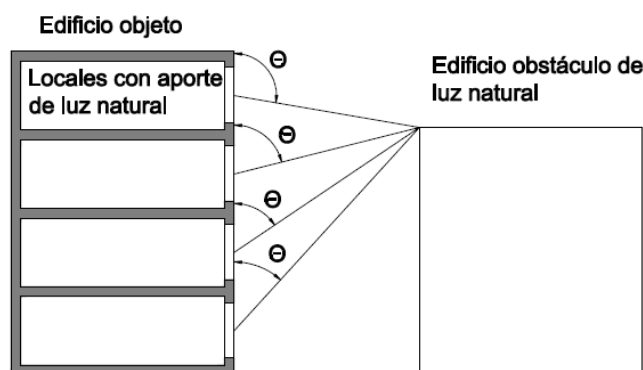 Edificio objeto
Locales con aporte
de luz natural
Edificio obstáculo de
luz natural
Θ
Θ
Θ
Θ